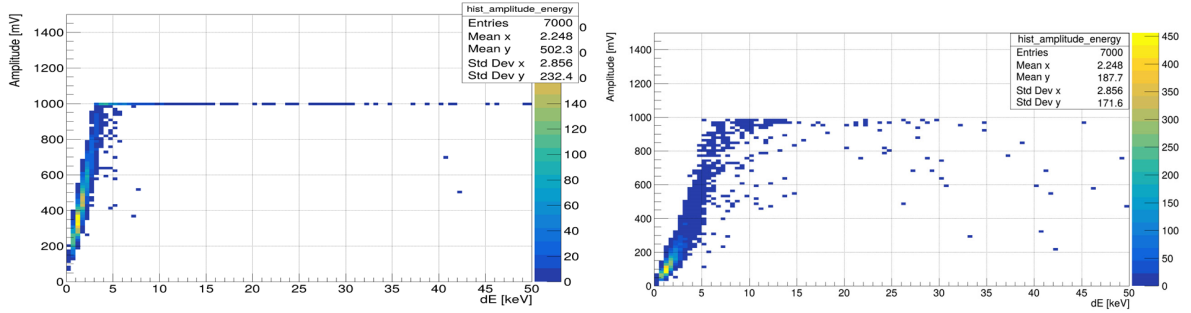 hist_amplitude_energy
Entries 7000
Mean x 2.248
Mean y 502.3
Std Dev x 2.856
Std Dev y 232.4
Amplitude [mV]
1400
1200
1000
800
600
400
200
0
0 5 10 15 20 25 30 35 40 45 50
dE [keV]
0
0
0
140
120
100
80
60
40
20
0
hist_amplitude_energy
Entries 7000
Mean x 2.248
Mean y 187.7
Std Dev x 2.856
Std Dev y 171.6
Amplitude [mV]
1400
1200
1000
800
600
400
200
0
0 5 10 15 20 25 30 35 40 45 50
dE [keV]
450
400
350
300
250
200
150
100
50
0